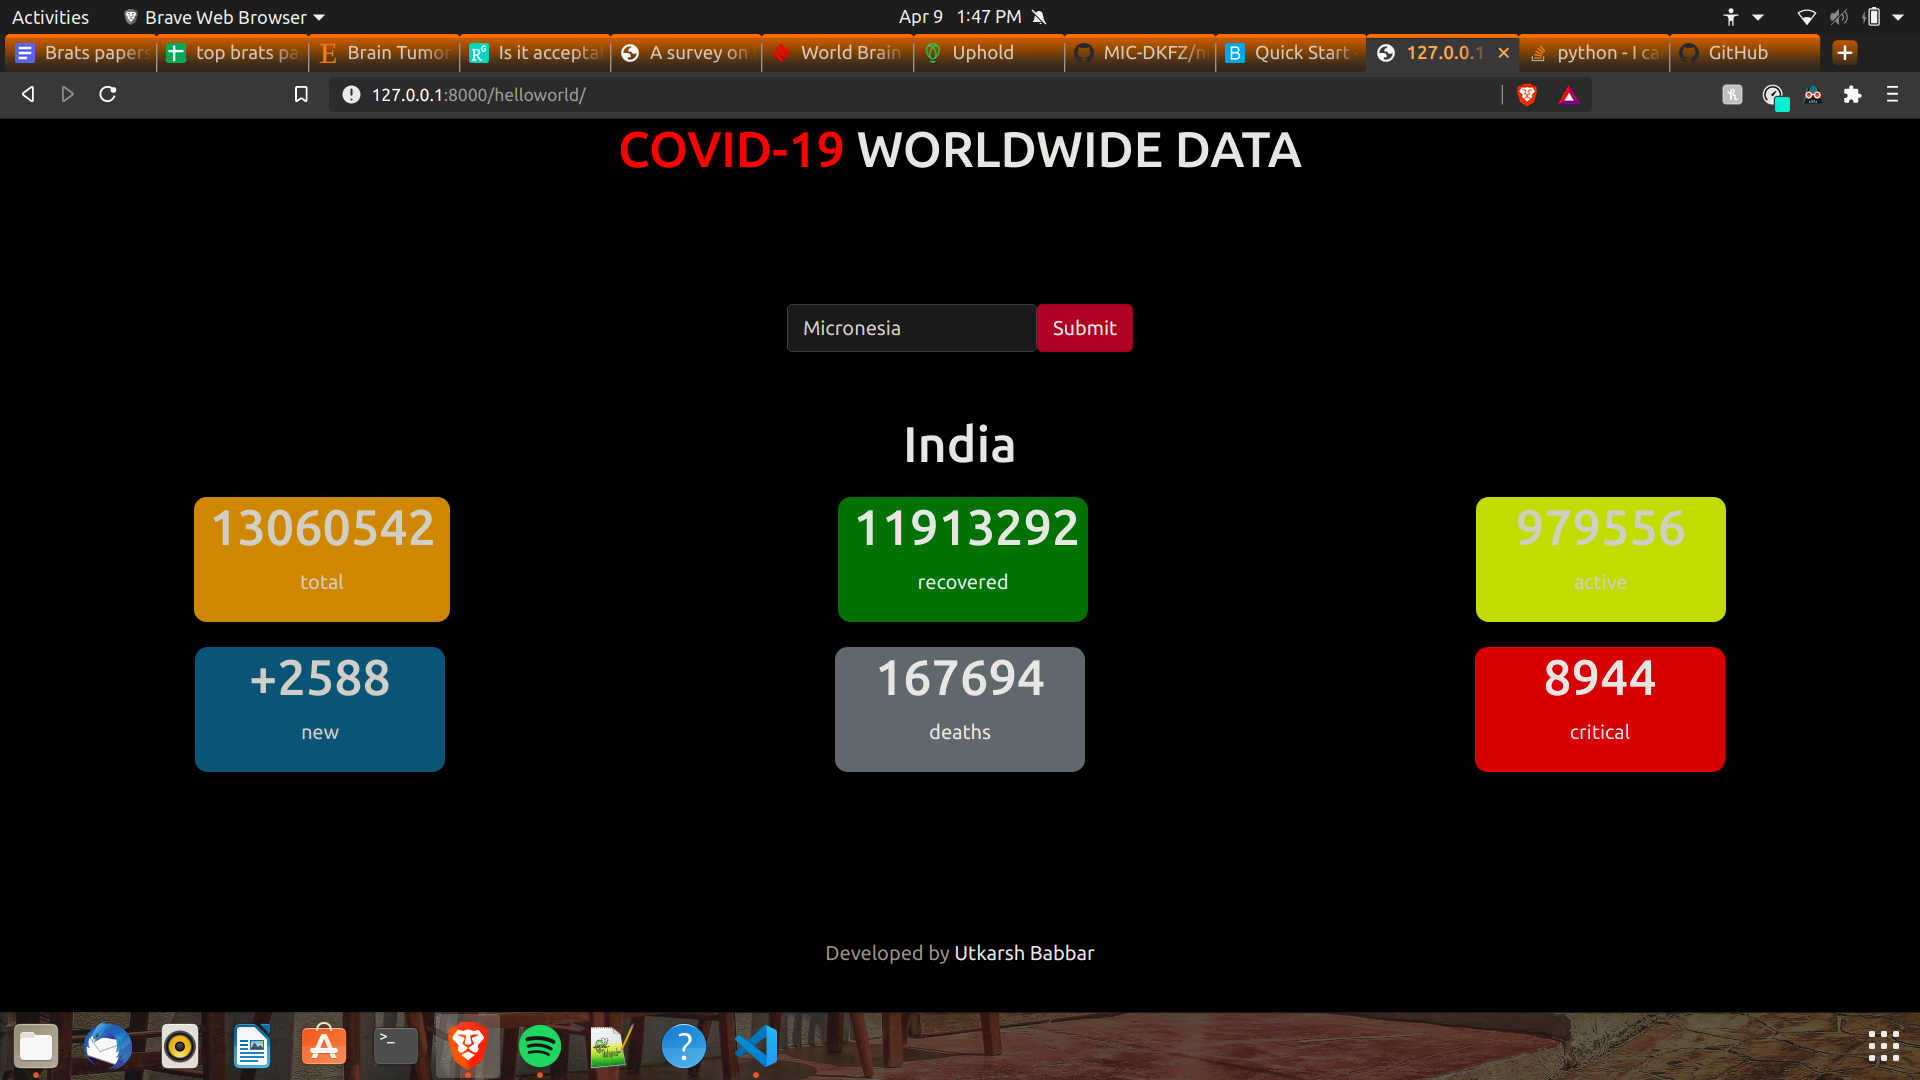 Activities Brave Web Browser Apr 9 1:47 PM
Brats papers top brats pa Brain Tumor Is it accepta A survey on World Brain Uphold MIC-DKFZ/n Quick Start 127.0.0.1: python - I ca GitHub
127.0.0.1:8000/helloworld/
COVID-19 WORLDWIDE DATA
Micronesia Submit
India
13060542 11913292 979556
total recovered active
+2588 167694 8944
new deaths critical
Developed by Utkarsh Babbar